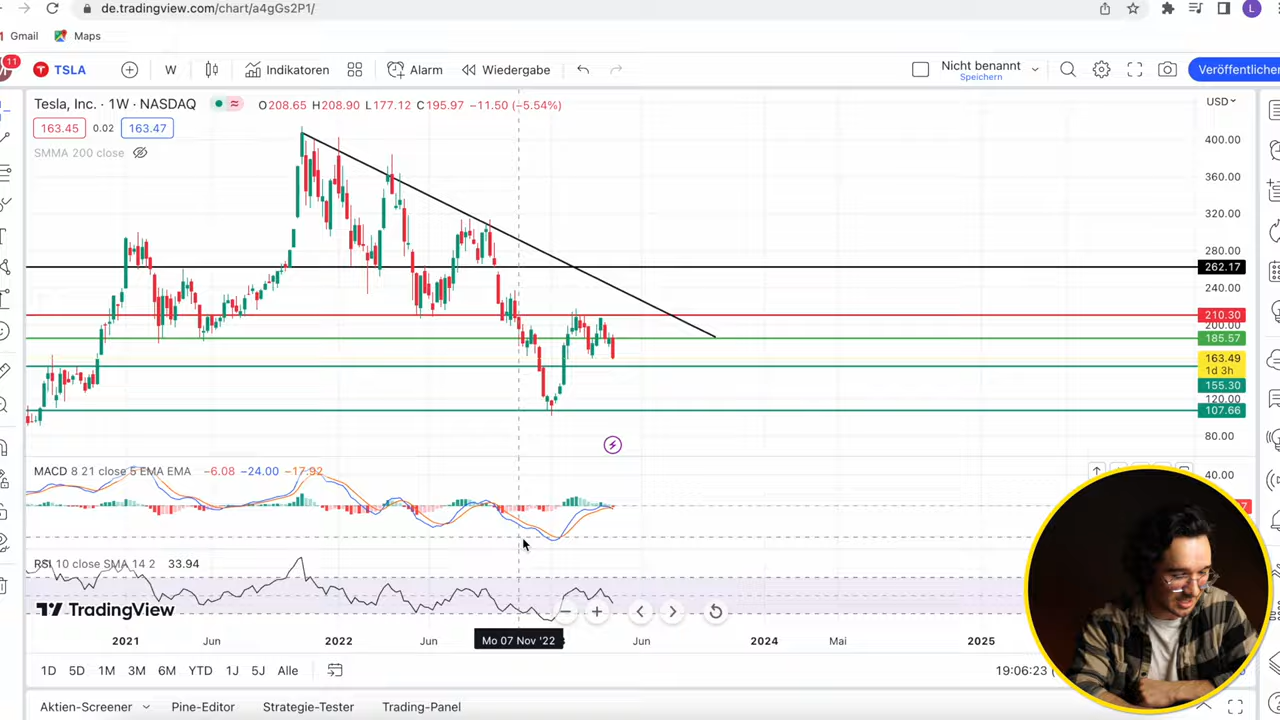 de.tradingview.com/chart/a4gGs2P1/
L
Gmail
Maps
11
TSLA
W
Indikatoren
Alarm
Wiedergabe
Nicht benannt
Speichern
Veröffentlichen
Tesla, Inc. · 1W · NASDAQ
O208.65 H208.90 L177.12 C195.97 −11.50 (−5.54%)
USD
163.45 0.02 163.47
SMMA 200 close
400.00
360.00
320.00
280.00
262.17
240.00
210.30
200.00
185.57
163.49
1d 3h
155.30
120.00
107.66
80.00
MACD 8 21 close 5 EMA EMA −6.08 −24.00 −17.92
40.00
RSI 10 close SMA 14 2 33.94
TradingView
2021 Jun 2022 Jun Mo 07 Nov '22 Jun 2024 Mai 2025
1D 5D 1M 3M 6M YTD 1J 5J Alle
19:06:23
Aktien-Screener Pine-Editor Strategie-Tester Trading-Panel